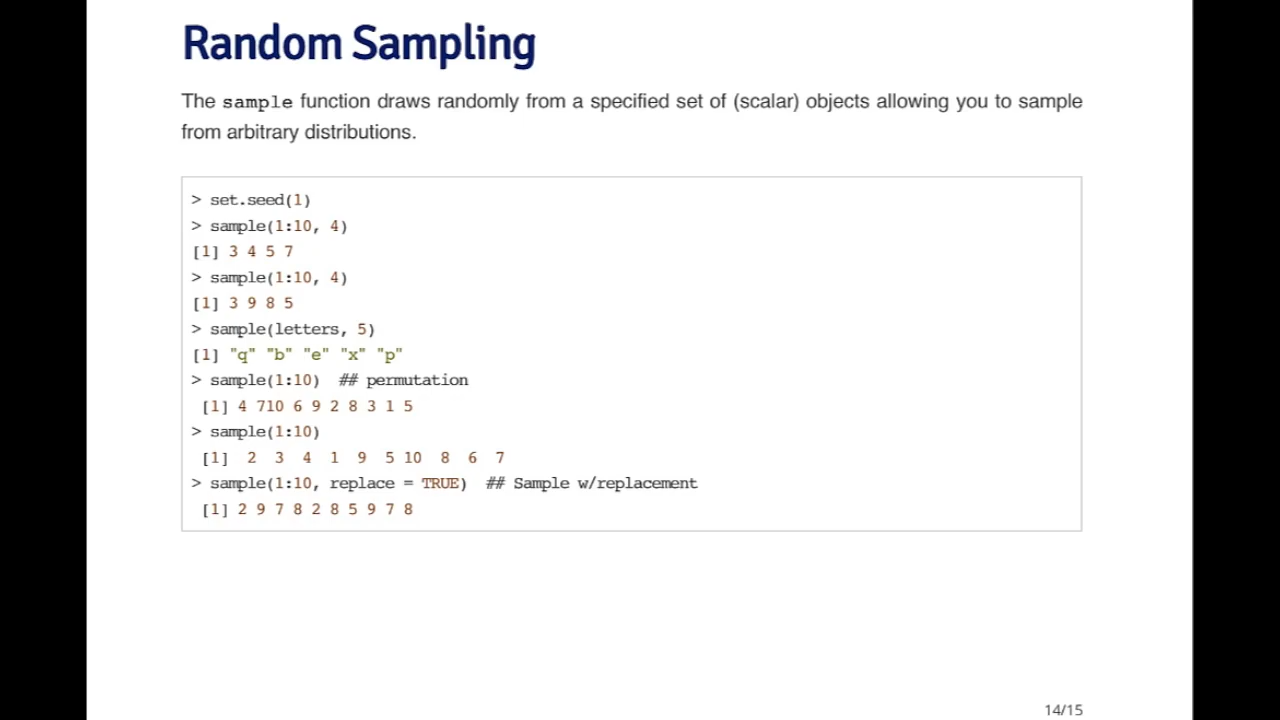 Random Sampling
The sample function draws randomly from a specified set of (scalar) objects allowing you to sample
from arbitrary distributions.
> set.seed(1)
> sample(1:10, 4)
[1] 3 4 5 7
> sample(1:10, 4)
[1] 3 9 8 5
> sample(letters, 5)
[1] "q" "b" "e" "x" "p"
> sample(1:10)  ## permutation
[1] 4 710 6 9 2 8 3 1 5
> sample(1:10)
[1]  2  3  4  1  9  5 10  8  6  7
> sample(1:10, replace = TRUE)  ## Sample w/replacement
[1] 2 9 7 8 2 8 5 9 7 8
14/15